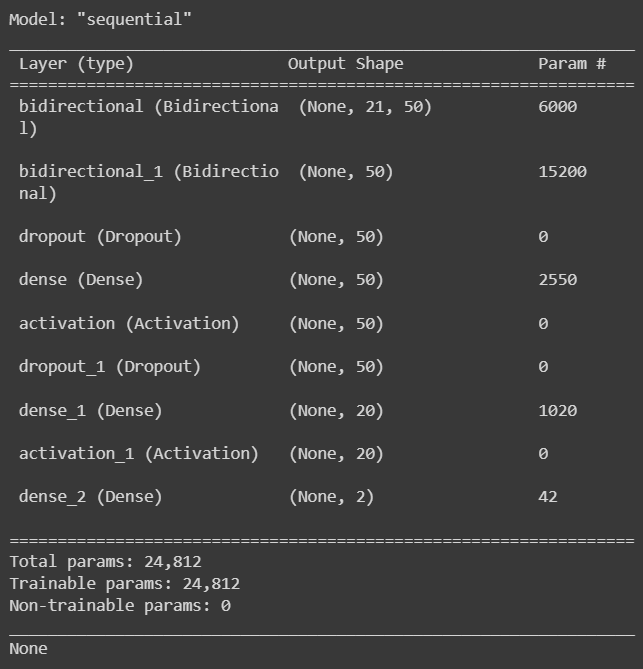 Model: "sequential"
Layer (type) Output Shape Param #
bidirectional (Bidirectiona (None, 21, 50) 6000
l)
bidirectional_1 (Bidirectio (None, 50) 15200
nal)
dropout (Dropout) (None, 50) 0
dense (Dense) (None, 50) 2550
activation (Activation) (None, 50) 0
dropout_1 (Dropout) (None, 50) 0
dense_1 (Dense) (None, 20) 1020
activation_1 (Activation) (None, 20) 0
dense_2 (Dense) (None, 2) 42
Total params: 24,812
Trainable params: 24,812
Non-trainable params: 0
None